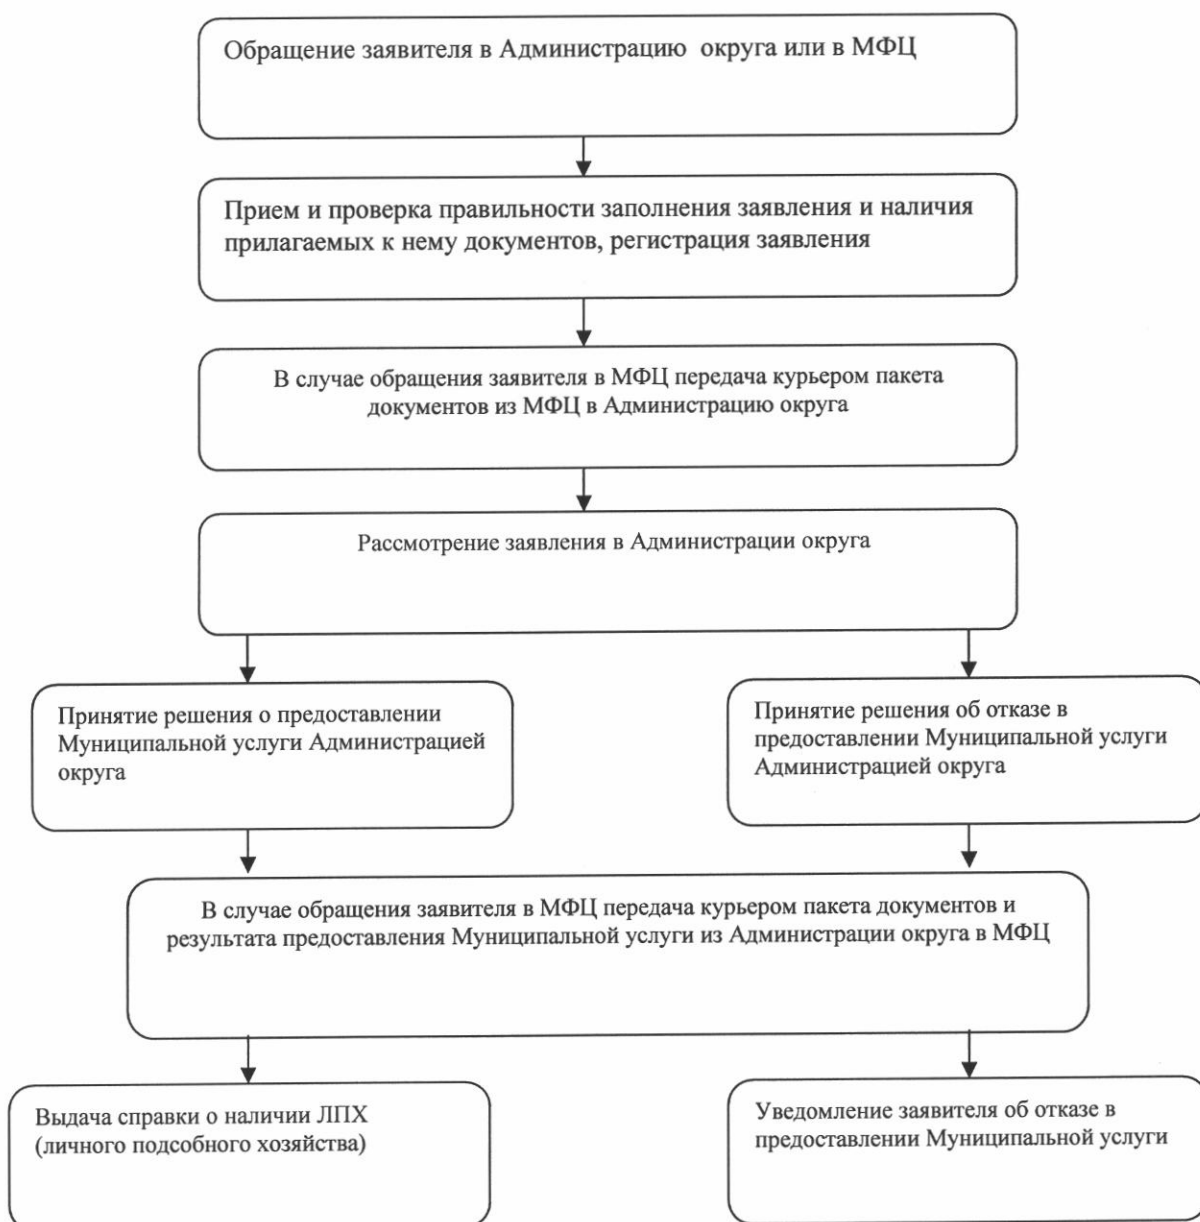 Обращение заявителя в Администрацию округа или в МФЦ
Прием и проверка правильности заполнения заявления и наличия
прилагаемых к нему документов, регистрация заявления
В случае обращения заявителя в МФЦ передача курьером пакета
документов из МФЦ в Администрацию округа
Рассмотрение заявления в Администрации округа
Принятие решения о предоставлении
Муниципальной услуги Администрацией
округа
Принятие решения об отказе в
предоставлении Муниципальной услуги
Администрацией округа
В случае обращения заявителя в МФЦ передача курьером пакета документов и
результата предоставления Муниципальной услуги из Администрации округа в МФЦ
Выдача справки о наличии ЛПХ
(личного подсобного хозяйства)
Уведомление заявителя об отказе в
предоставлении Муниципальной услуги